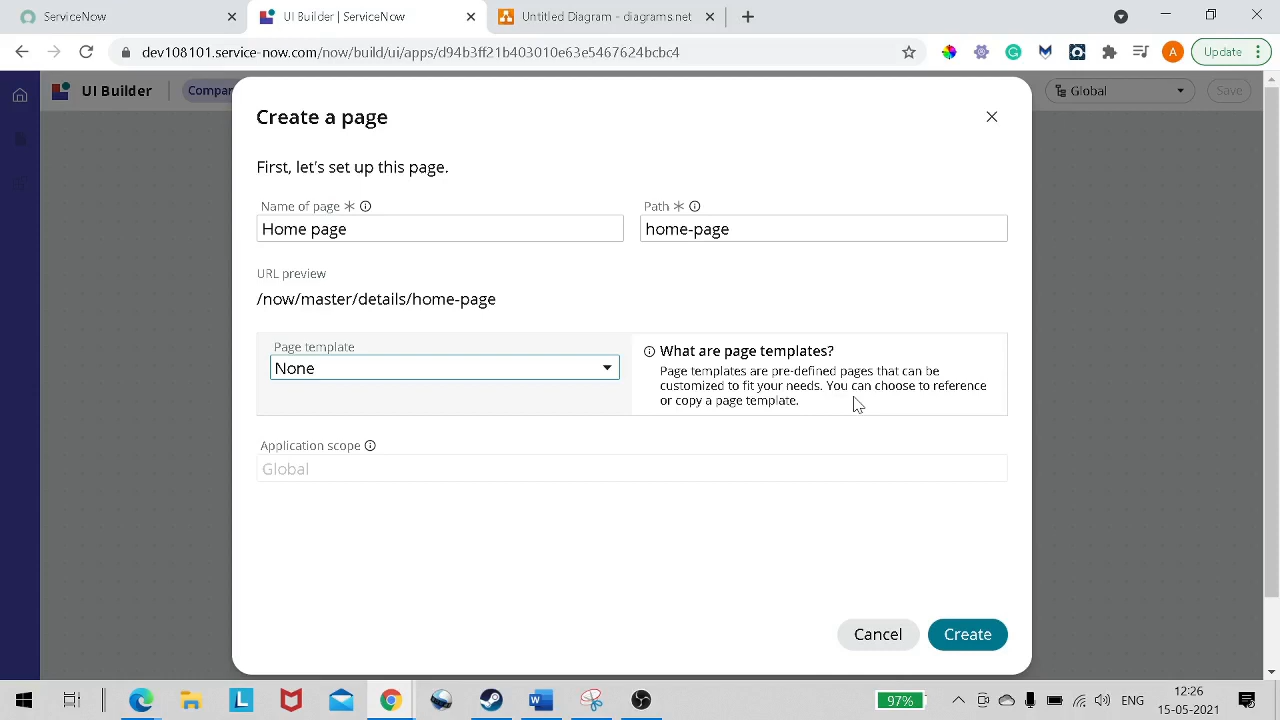 ServiceNow
UI Builder | ServiceNow
Untitled Diagram - diagrams.net
dev108101.service-now.com/now/build/ui/apps/d94b3ff21b403010e63e5467624bcbc4
A
Update
UI Builder
Compar
Global
Save
Create a page
First, let's set up this page.
Name of page
Path
Home page
home-page
URL preview
/now/master/details/home-page
Page template
None
What are page templates?
Page templates are pre-defined pages that can be
customized to fit your needs. You can choose to reference
or copy a page template.
Application scope
Global
Cancel
Create
L
W
97%
ENG
12:26
15-05-2021